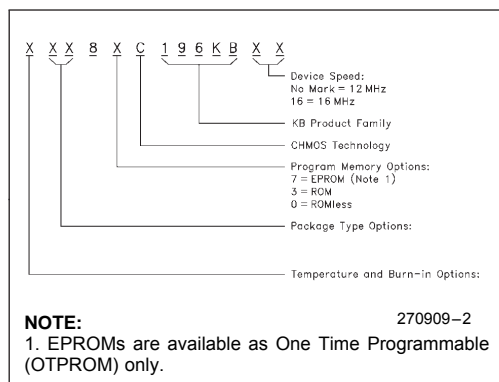 X X X 8 X C 1 9 6 K B X X
Device Speed:
No Mark = 12 MHz
16 = 16 MHz
KB Product Family
CHMOS Technology
Program Memory Options:
7 = EPROM (Note 1)
3 = ROM
0 = ROMless
Package Type Options:
Temperature and Burn-in Options:
270909–2
NOTE:
1. EPROMs are available as One Time Programmable
(OTPROM) only.